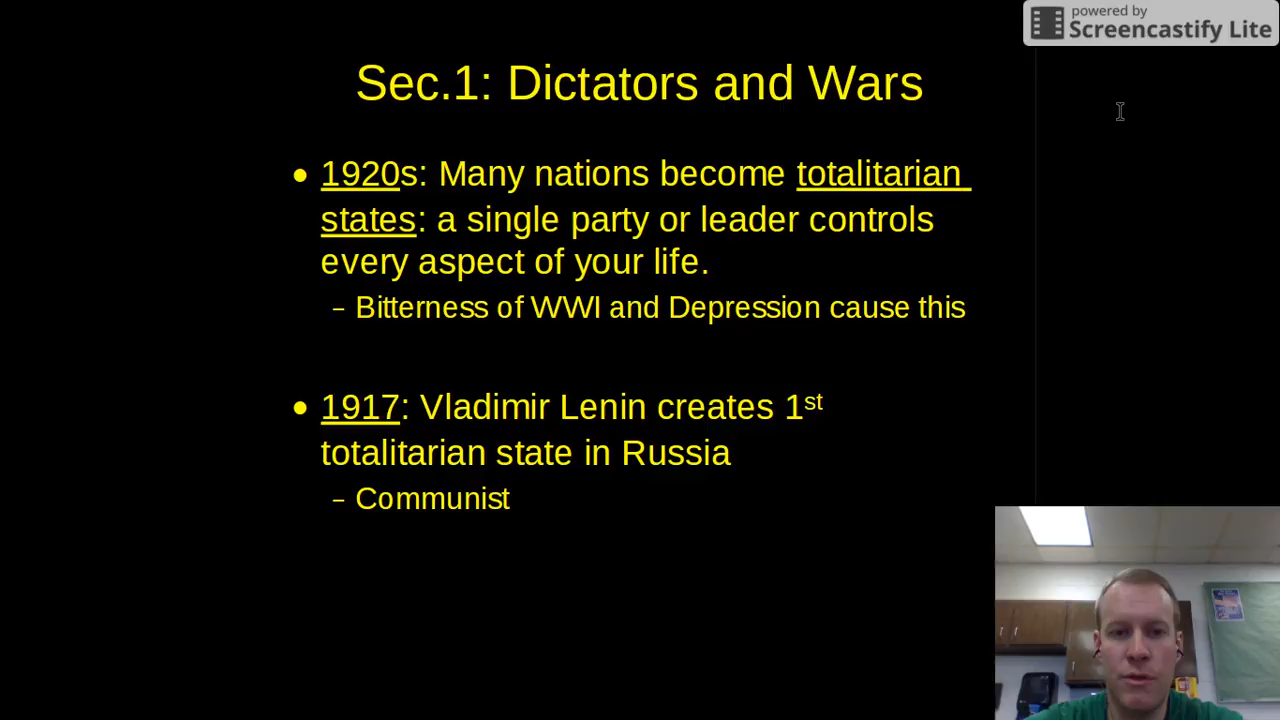 powered by
Screencastify Lite
Sec.1: Dictators and Wars
• 1920s: Many nations become totalitarian
states: a single party or leader controls
every aspect of your life.
– Bitterness of WWI and Depression cause this
• 1917: Vladimir Lenin creates 1st
totalitarian state in Russia
– Communist